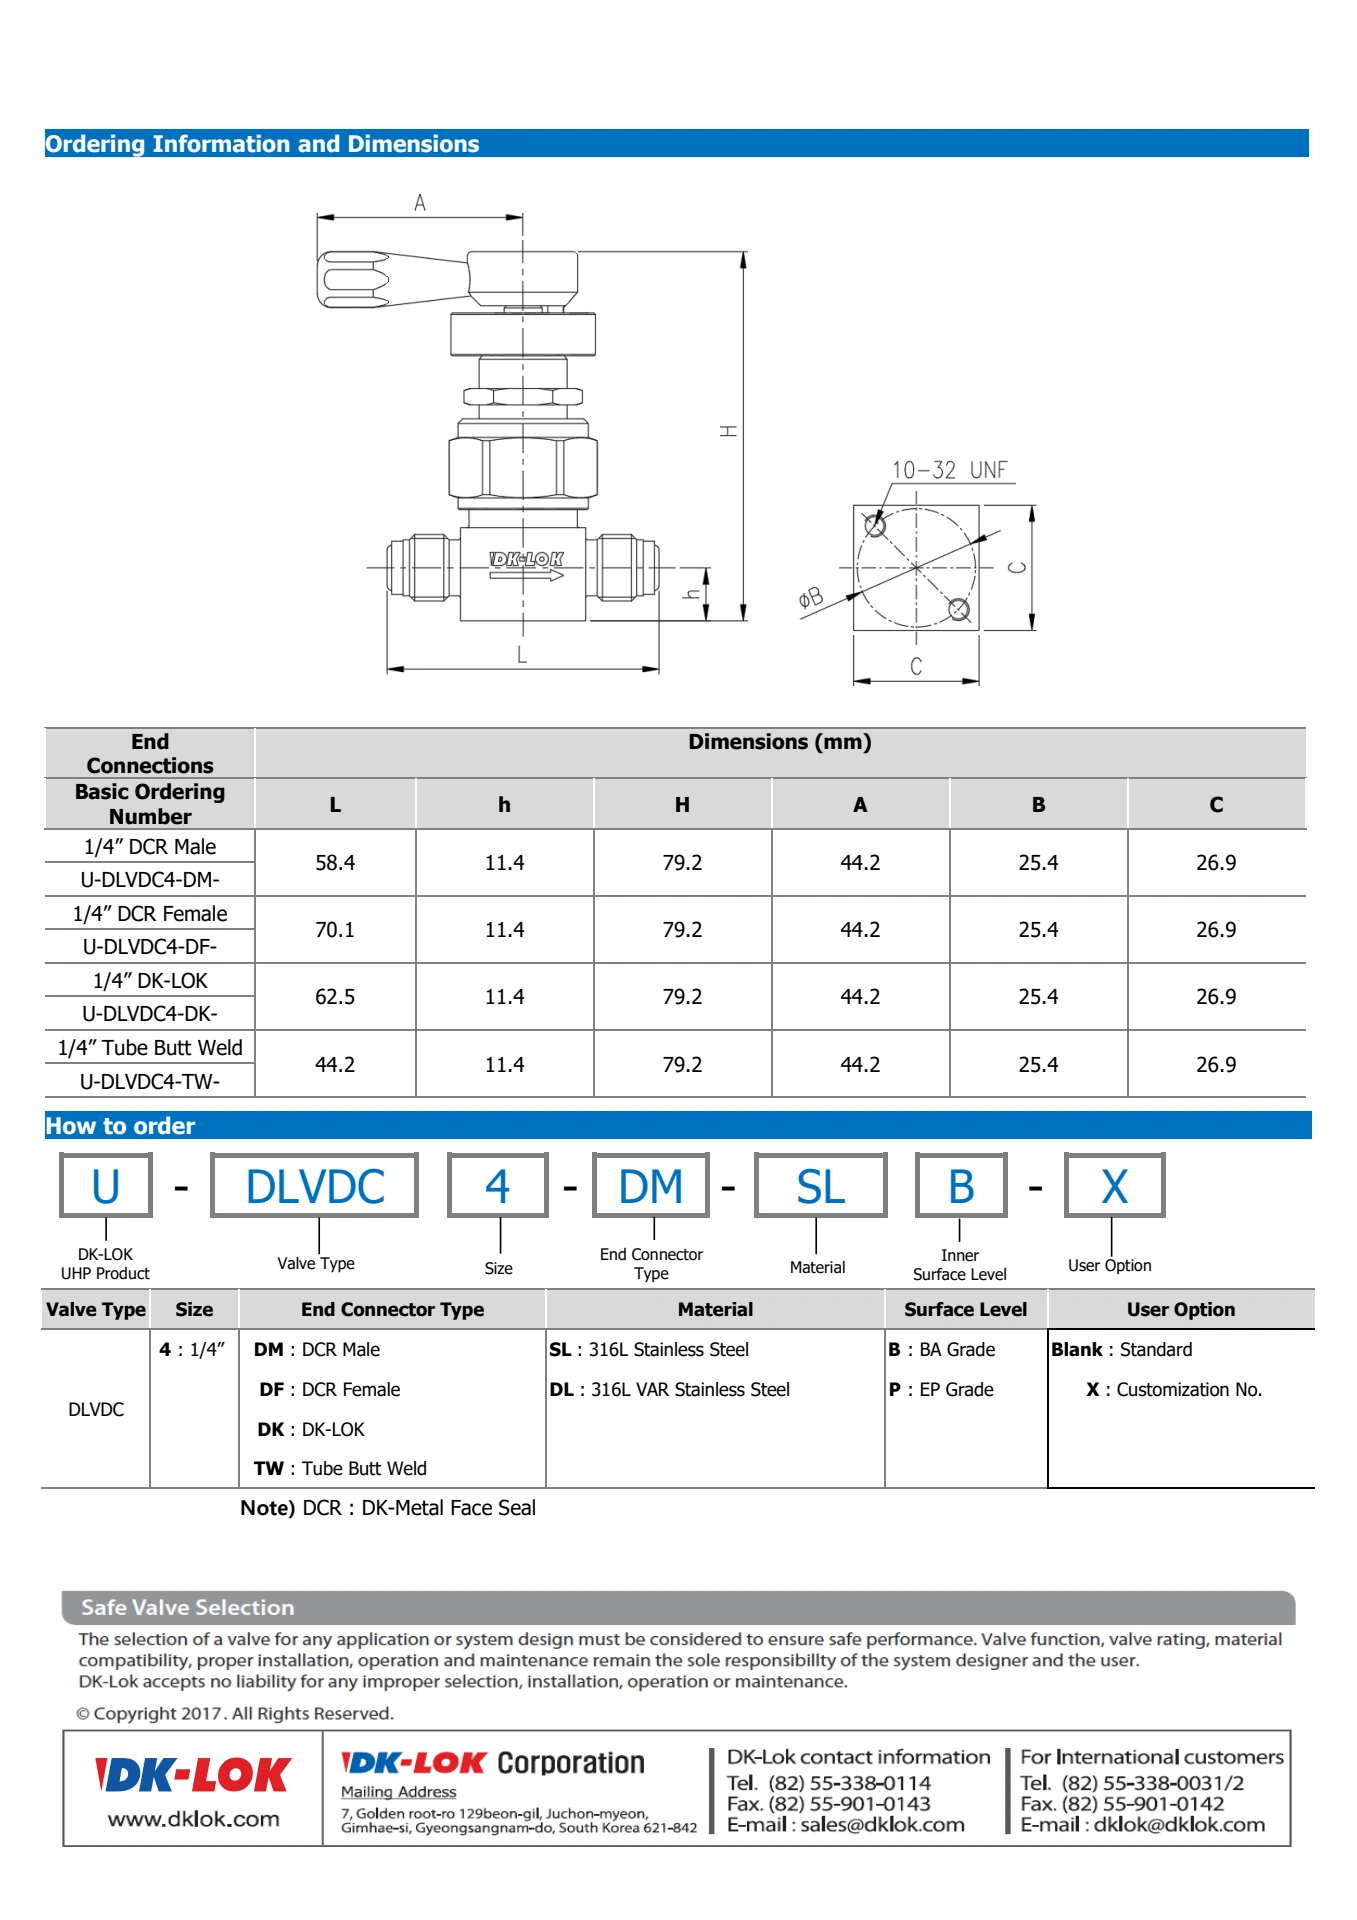 Ordering Information and Dimensions
A
H
10-32 UNF
DK-LOK
h
L
øB
C
C
End Connections
Dimensions (mm)
Basic Ordering Number
L h H A B C
1/4” DCR Male
U-DLVDC4-DM-
58.4 11.4 79.2 44.2 25.4 26.9
1/4” DCR Female
U-DLVDC4-DF-
70.1 11.4 79.2 44.2 25.4 26.9
1/4” DK-LOK
U-DLVDC4-DK-
62.5 11.4 79.2 44.2 25.4 26.9
1/4” Tube Butt Weld
U-DLVDC4-TW-
44.2 11.4 79.2 44.2 25.4 26.9
How to order
U - DLVDC 4 - DM - SL B - X
DK-LOK
UHP Product
Valve Type
Size
End Connector
Type
Material
Inner
Surface Level
User Option
Valve Type Size End Connector Type Material Surface Level User Option
DLVDC
4 : 1/4”
DM : DCR Male
DF : DCR Female
DK : DK-LOK
TW : Tube Butt Weld
SL : 316L Stainless Steel
DL : 316L VAR Stainless Steel
B : BA Grade
P : EP Grade
Blank : Standard
X : Customization No.
Note) DCR : DK-Metal Face Seal
Safe Valve Selection
The selection of a valve for any application or system design must be considered to ensure safe performance. Valve function, valve rating, material
compatibility, proper installation, operation and maintenance remain the sole responsibillty of the system designer and the user.
DK-Lok accepts no liability for any improper selection, installation, operation or maintenance.
© Copyright 2017. All Rights Reserved.
DK-LOK
www.dklok.com
DK-LOK Corporation
Mailing Address
7, Golden root-ro 129beon-gil, Juchon-myeon,
Gimhae-si, Gyeongsangnam-do, South Korea 621-842
DK-Lok contact information
Tel. (82) 55-338-0114
Fax. (82) 55-901-0143
E-mail : sales@dklok.com
For International customers
Tel. (82) 55-338-0031/2
Fax. (82) 55-901-0142
E-mail : dklok@dklok.com